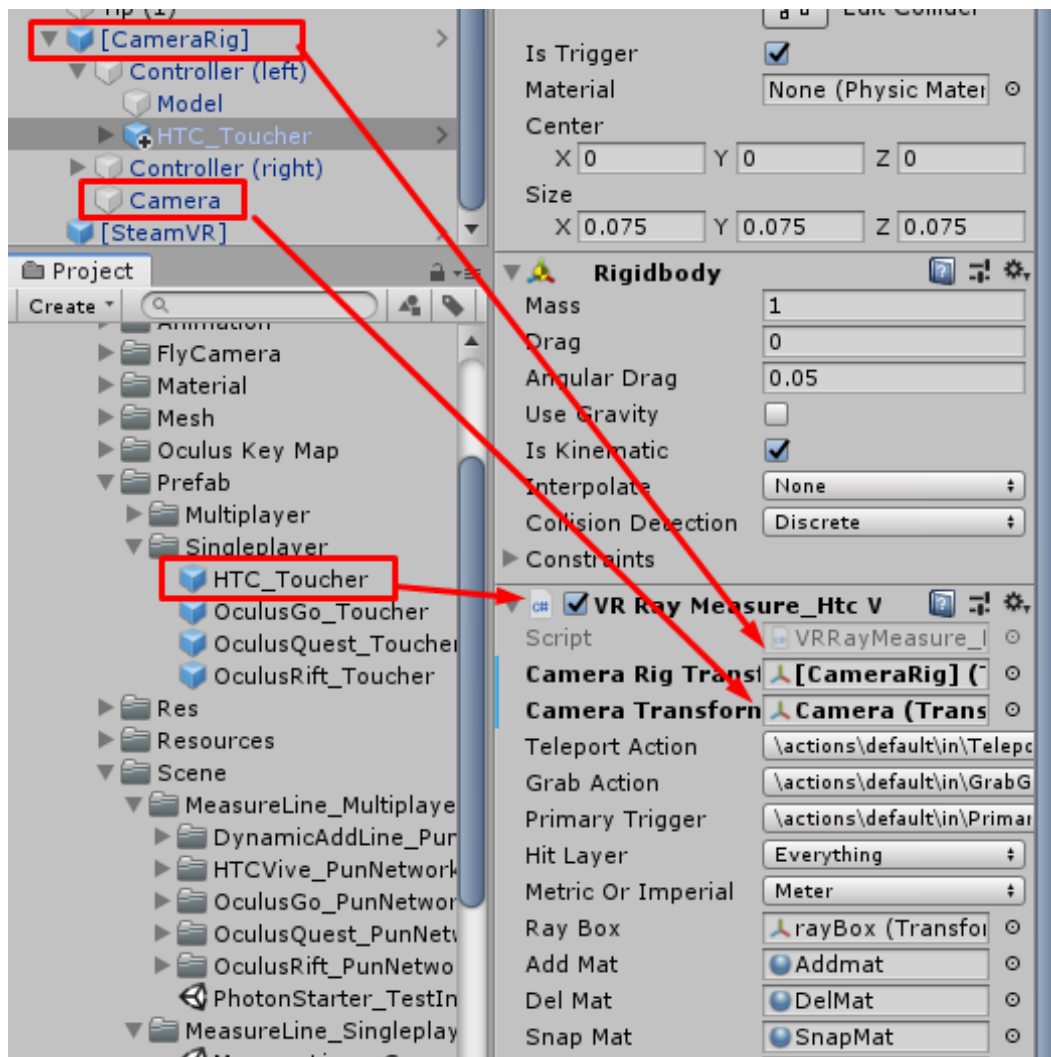 [CameraRig]
Controller (left)
Model
HTC_Toucher
Controller (right)
Camera
[SteamVR]
Project
Create
Animation
FlyCamera
Material
Mesh
Oculus Key Map
Prefab
Multiplayer
Singleplayer
HTC_Toucher
OculusGo_Toucher
OculusQuest_Toucher
OculusRift_Toucher
Res
Resources
Scene
MeasureLine_Multiplaye
DynamicAddLine_Pun
HTCVive_PunNetwork
OculusGo_PunNetwor
OculusQuest_PunNetw
OculusRift_PunNetwo
PhotonStarter_TestIn
MeasureLine_Singleplay
Edit Collider
Is Trigger
Material None (Physic Mater
Center
X 0 Y 0 Z 0
Size
X 0.075 Y 0.075 Z 0.075
Rigidbody
Mass 1
Drag 0
Angular Drag 0.05
Use Gravity
Is Kinematic
Interpolate None
Collision Detection Discrete
Constraints
VR Ray Measure_Htc V
Script VRRayMeasure_
Camera Rig Transf [CameraRig] (T
Camera Transform Camera (Trans
Teleport Action \actions\default\in\Telepo
Grab Action \actions\default\in\GrabG
Primary Trigger \actions\default\in\Primar
Hit Layer Everything
Metric Or Imperial Meter
Ray Box rayBox (Transfor
Add Mat Addmat
Del Mat DelMat
Snap Mat SnapMat